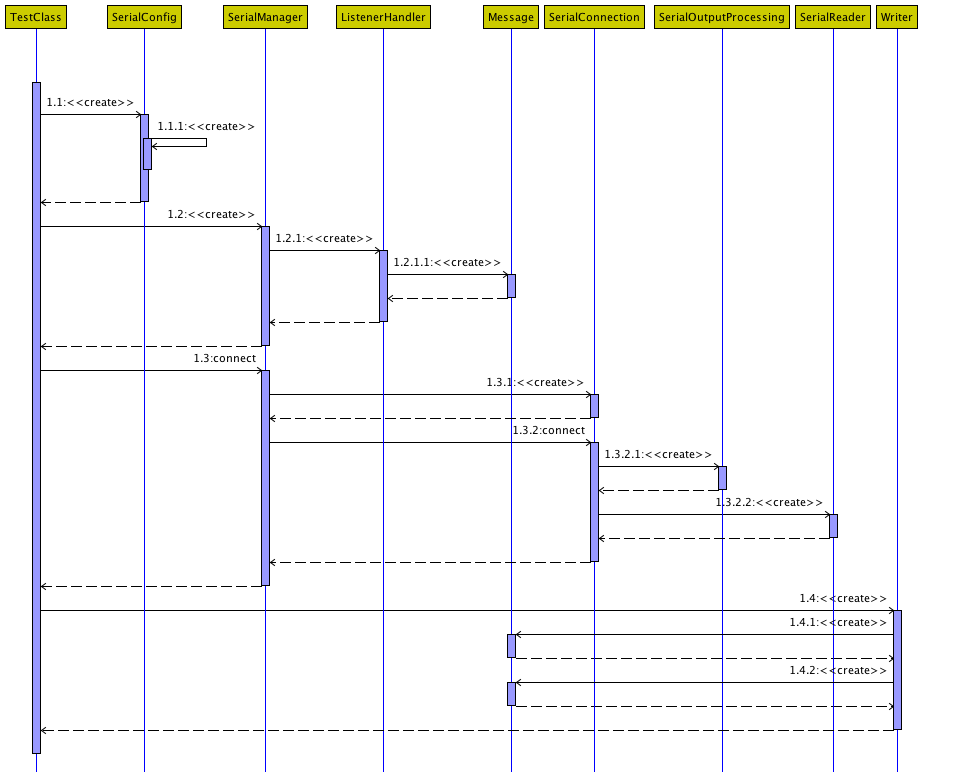 TestClass
SerialConfig
SerialManager
ListenerHandler
Message
SerialConnection
SerialOutputProcessing
SerialReader
Writer
1.1:<<create>>
1.1.1:<<create>>
1.2:<<create>>
1.2.1:<<create>>
1.2.1.1:<<create>>
1.3:connect
1.3.1:<<create>>
1.3.2:connect
1.3.2.1:<<create>>
1.3.2.2:<<create>>
1.4:<<create>>
1.4.1:<<create>>
1.4.2:<<create>>